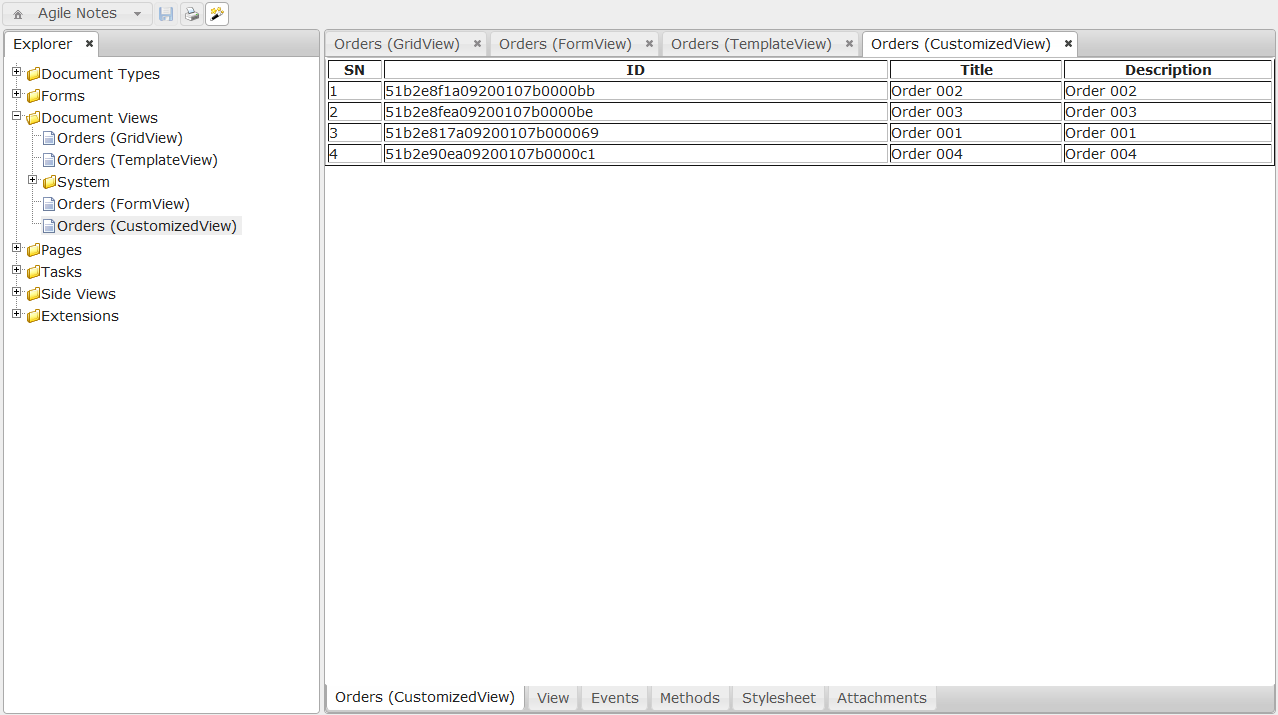 Agile Notes
Explorer
Document Types
Forms
Document Views
Orders (GridView)
Orders (TemplateView)
System
Orders (FormView)
Orders (CustomizedView)
Pages
Tasks
Side Views
Extensions
Orders (GridView) Orders (FormView) Orders (TemplateView) Orders (CustomizedView)
SN ID Title Description
1 51b2e8f1a09200107b0000bb Order 002 Order 002
2 51b2e8fea09200107b0000be Order 003 Order 003
3 51b2e817a09200107b000069 Order 001 Order 001
4 51b2e90ea09200107b0000c1 Order 004 Order 004
Orders (CustomizedView) View Events Methods Stylesheet Attachments